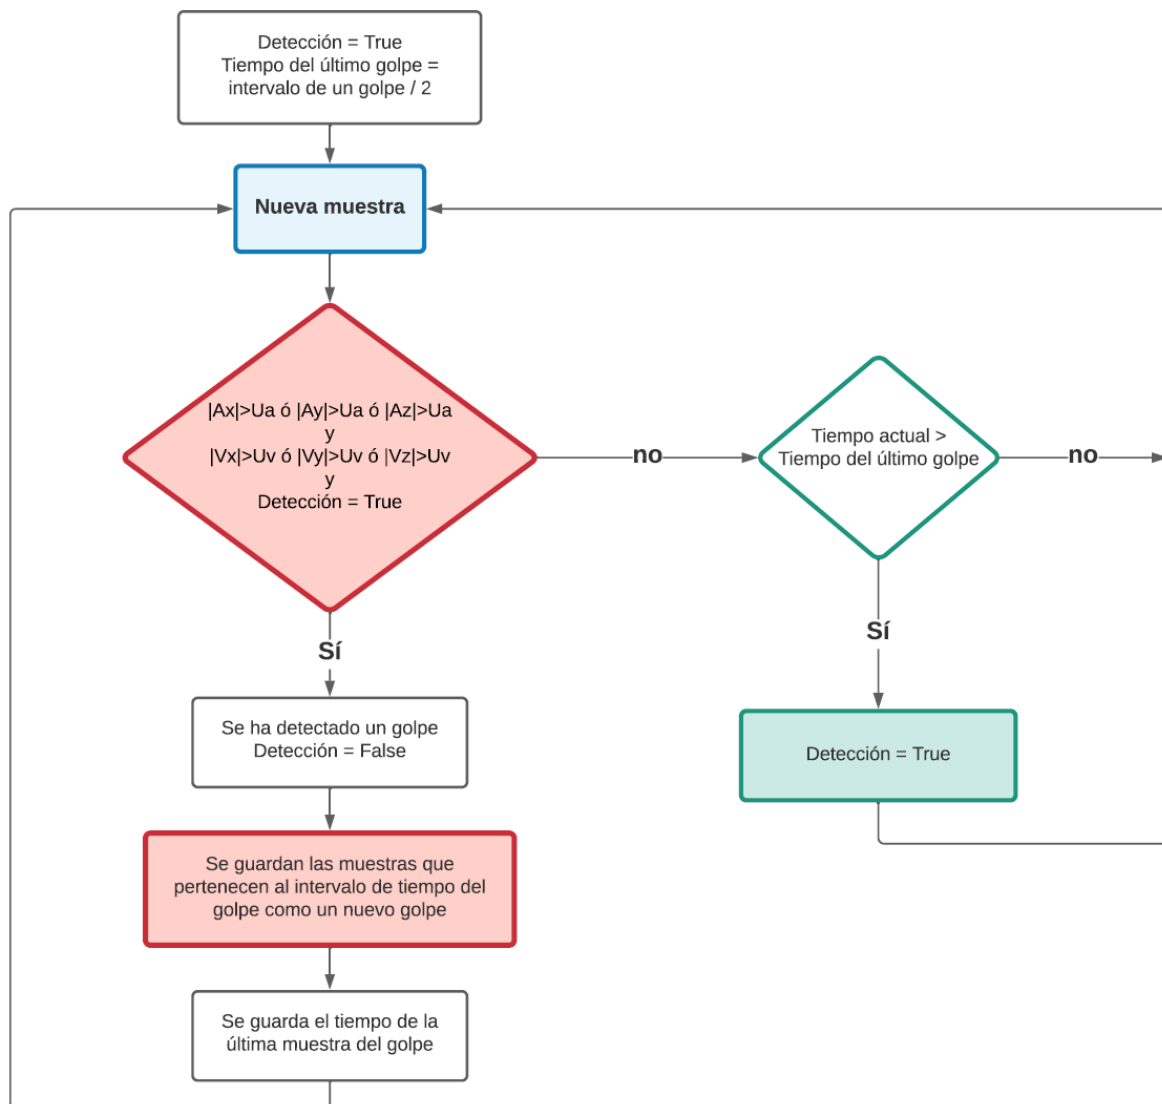 Detección = True
Tiempo del último golpe =
intervalo de un golpe / 2
Nueva muestra
|Ax|>Ua ó |Ay|>Ua ó |Az|>Ua
y
|Vx|>Uv ó |Vy|>Uv ó |Vz|>Uv
y
Detección = True
no
Tiempo actual >
Tiempo del último golpe
no
Sí
Sí
Se ha detectado un golpe
Detección = False
Detección = True
Se guardan las muestras que
pertenecen al intervalo de tiempo del
golpe como un nuevo golpe
Se guarda el tiempo de la
última muestra del golpe